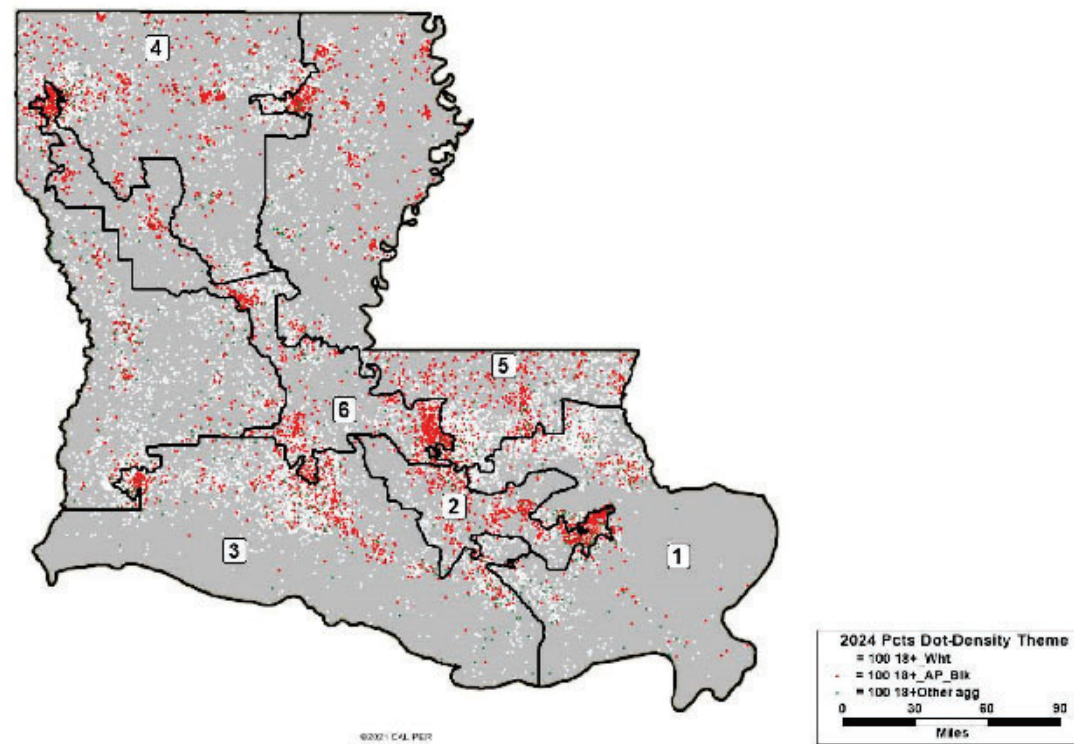 4
5
6
2
3
1
2024 Pcts Dot-Density Theme
= 100 18+_Wht
= 100 18+_AP_Blk
= 100 18+Other agg
0 30 60 90
Miles
©2021 CALIPER